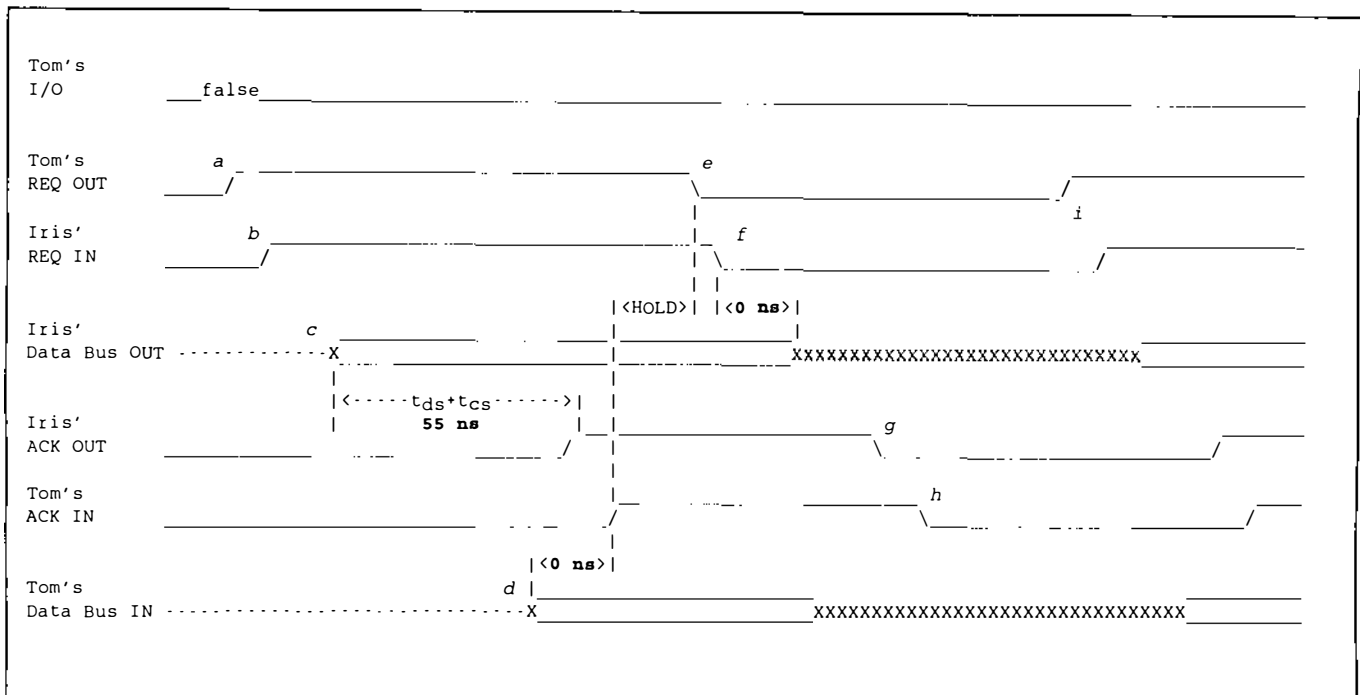 Tom's
I/O false
Tom's a e
REQ OUT i
Iris' b f
REQ IN
|<HOLD>| |<0 ns>|
Iris' c
Data Bus OUT ------------X XXXXXXXXXXXXXXXXXXXXXXXXXXXXXX
|<-----tds+tcs------>|
Iris' 55 ns
ACK OUT g
Tom's h
ACK IN
|<0 ns>|
Tom's d
Data Bus IN -------------------------------X XXXXXXXXXXXXXXXXXXXXXXXXXXXXXXXX